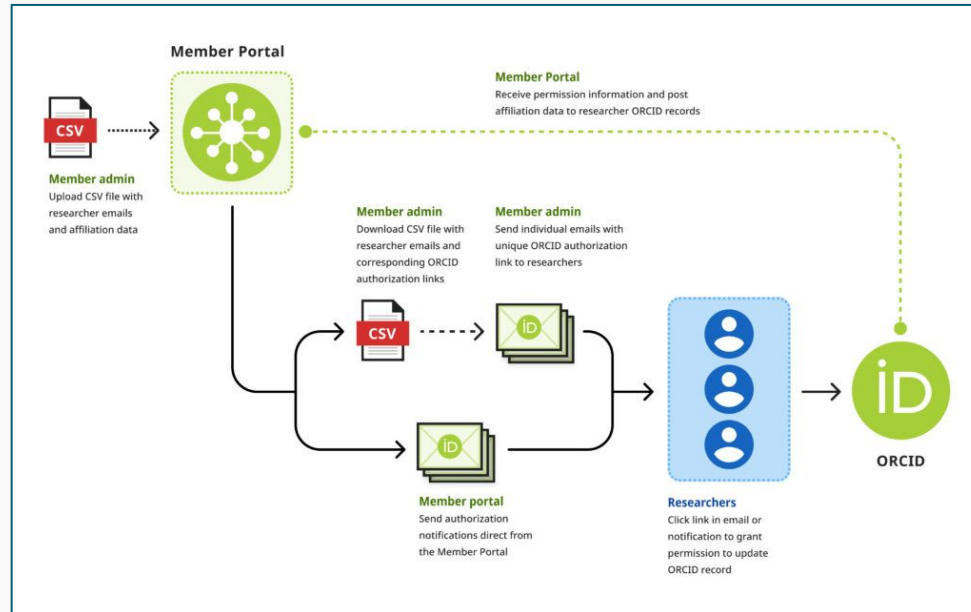 Member Portal
CSV
Member admin
Upload CSV file with
researcher emails
and affiliation data
Member Portal
Receive permission information and post
affiliation data to researcher ORCID records
Member admin
Download CSV file with
researcher emails and
corresponding ORCID
authorization links
CSV
Member admin
Send individual emails with
unique ORCID authorization
link to researchers
iD
iD
Member portal
Send authorization
notifications direct from
the Member Portal
Researchers
Click link in email or
notification to grant
permission to update
ORCID record
iD
ORCID